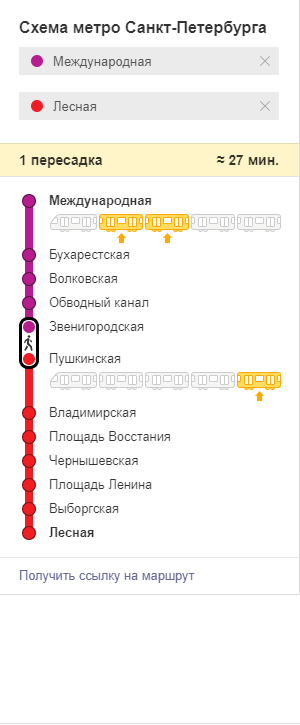 Схема метро Санкт-Петербурга
Международная
Лесная
1 пересадка ≈ 27 мин.
Международная
Бухарестская
Волковская
Обводный канал
Звенигородская
Пушкинская
Владимирская
Площадь Восстания
Чернышевская
Площадь Ленина
Выборгская
Лесная
Получить ссылку на маршрут